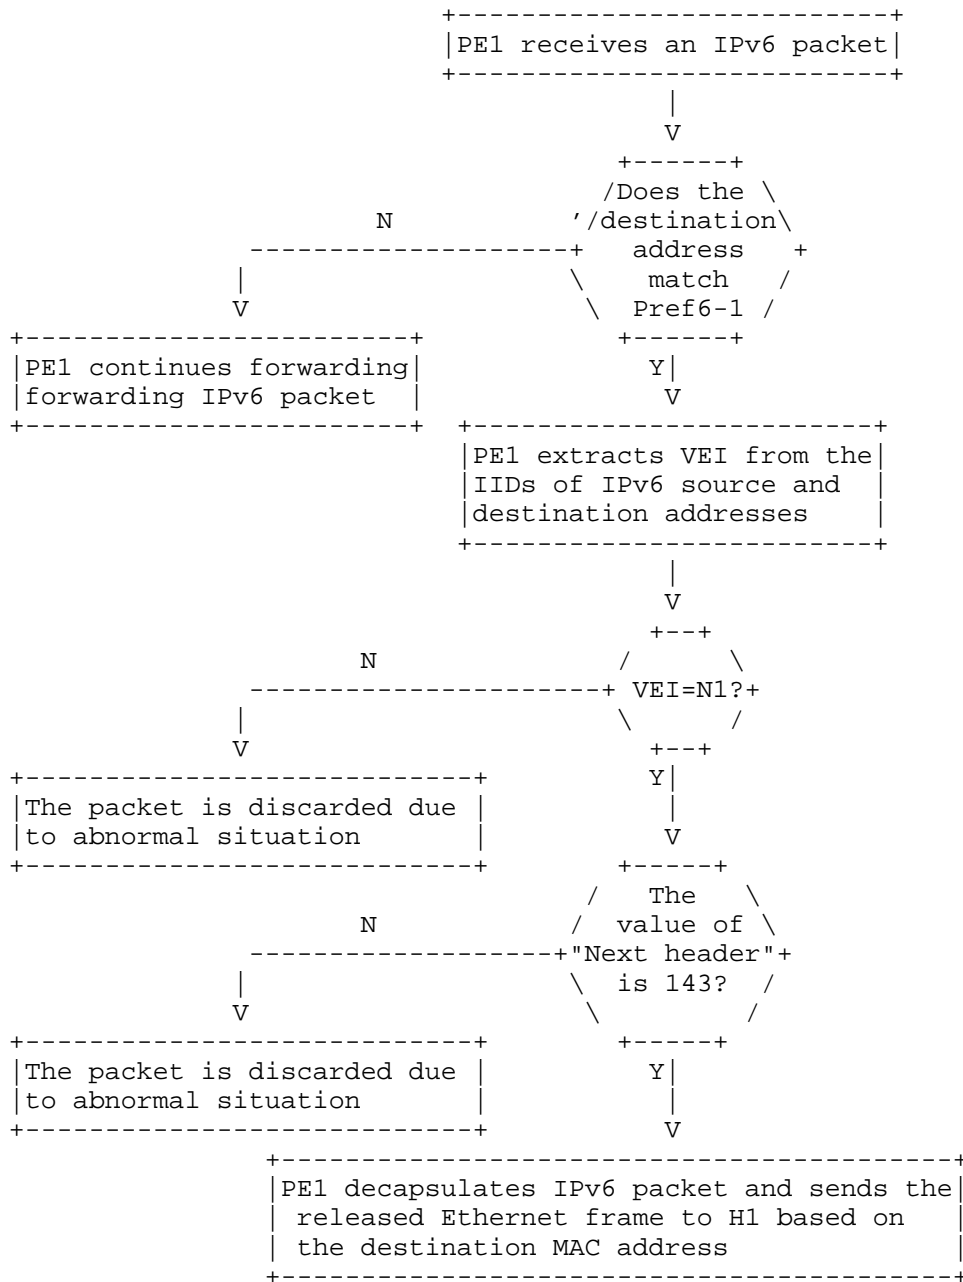 PE1 receives an IPv6 packet
V
Does the
N
destination
address
match
V
Pref6-1
PE1 continues forwarding
Y
forwarding IPv6 packet
V
PE1 extracts VEI from the
IIDs of IPv6 source and
destination addresses
V
N
VEI=N1?
V
Y
The packet is discarded due
to abnormal situation
V
The
N
value of
"Next header"
is 143?
V
The packet is discarded due
Y
to abnormal situation
V
PE1 decapsulates IPv6 packet and sends the
released Ethernet frame to H1 based on
the destination MAC address